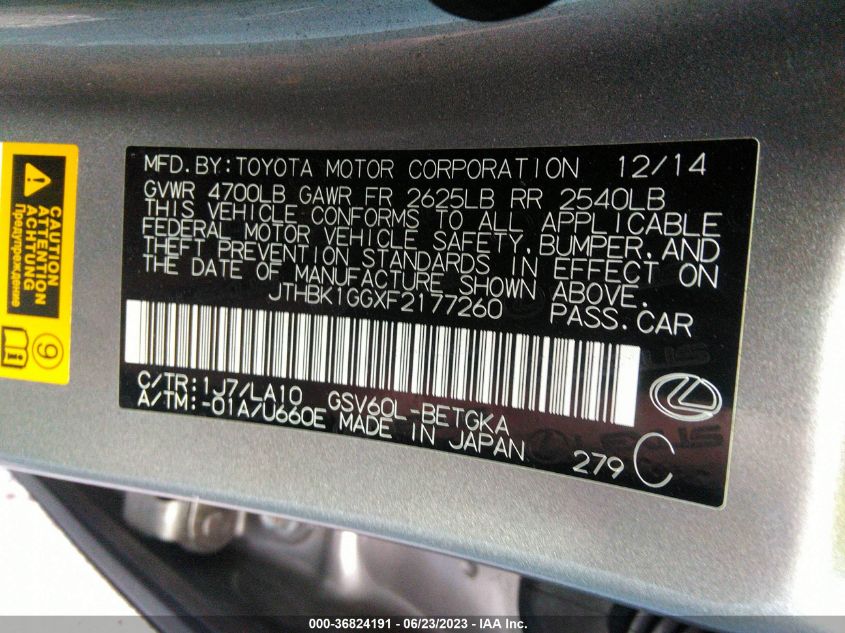 MFD.BY:TOYOTA MOTOR CORPORATION 12/14
GVWR 4700LB GAWR FR 2625LB RR 2540LB
THIS VEHICLE CONFORMS TO ALL APPLICABLE
FEDERAL MOTOR VEHICLE SAFETY,BUMPER,AND
THEFT PREVENTION STANDARDS IN EFFECT ON
THE DATE OF MANUFACTURE SHOWN ABOVE.
JTHBK1GGXF2177260 PASS.CAR
C/TR:1J7/LA10 GSV60L-BETGKA
A/TM:-01A/U660E MADE IN JAPAN
279 C
CAUTION
ATTENTION
ACHTUNG
Предупреждение
9
000-36824191 - 06/23/2023 - IAA Inc.